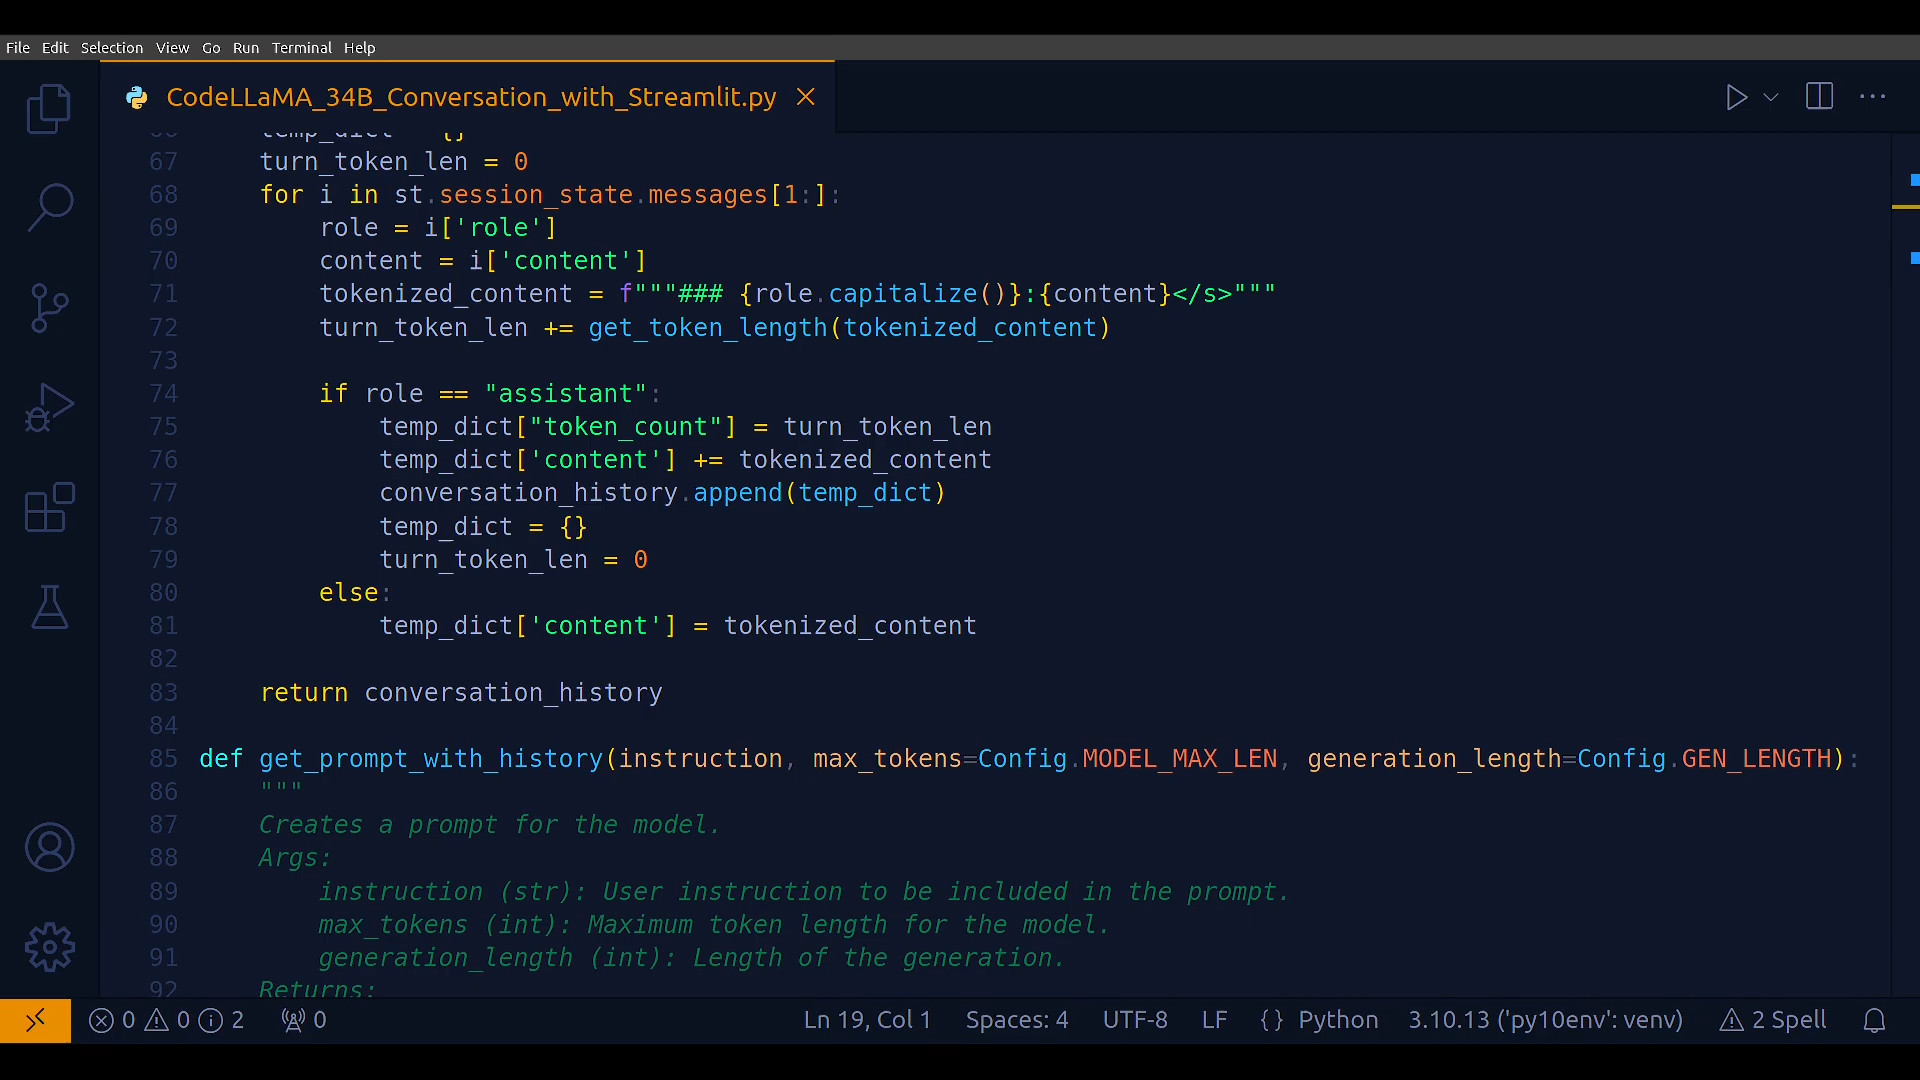 File Edit Selection View Go Run Terminal Help
CodeLLaMA_34B_Conversation_with_Streamlit.py
66 temp_dict = {}
67 turn_token_len = 0
68 for i in st.session_state.messages[1:]:
69 role = i['role']
70 content = i['content']
71 tokenized_content = f"""### {role.capitalize()}:{content}</s>"""
72 turn_token_len += get_token_length(tokenized_content)
73
74 if role == "assistant":
75 temp_dict["token_count"] = turn_token_len
76 temp_dict['content'] += tokenized_content
77 conversation_history.append(temp_dict)
78 temp_dict = {}
79 turn_token_len = 0
80 else:
81 temp_dict['content'] = tokenized_content
82
83 return conversation_history
84
85 def get_prompt_with_history(instruction, max_tokens=Config.MODEL_MAX_LEN, generation_length=Config.GEN_LENGTH):
86 """
87 Creates a prompt for the model.
88 Args:
89 instruction (str): User instruction to be included in the prompt.
90 max_tokens (int): Maximum token length for the model.
91 generation_length (int): Length of the generation.
92 Returns:
0 0 2 0 Ln 19, Col 1 Spaces: 4 UTF-8 LF {} Python 3.10.13 ('py10env': venv) 2 Spell